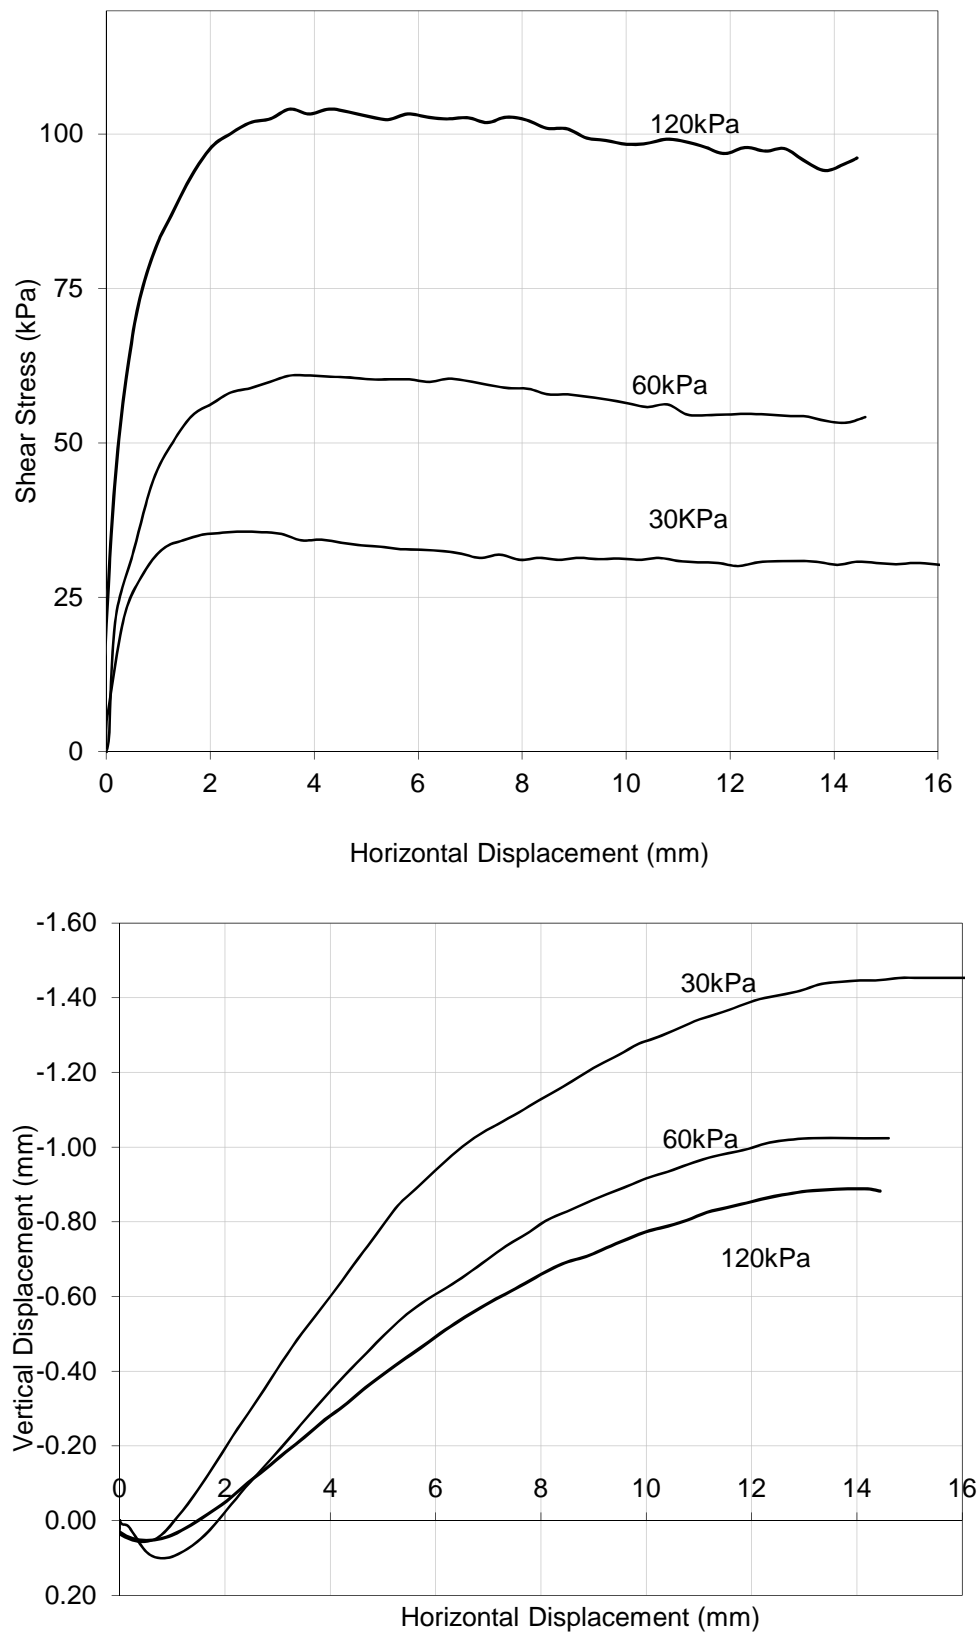 100
75
50
25
0
Shear Stress (kPa)
120kPa
60kPa
30KPa
0 2 4 6 8 10 12 14 16
Horizontal Displacement (mm)
-1.60
-1.40
-1.20
-1.00
-0.80
-0.60
-0.40
-0.20
0.00
0.20
Vertical Displacement (mm)
30kPa
60kPa
120kPa
0 2 4 6 8 10 12 14 16
Horizontal Displacement (mm)